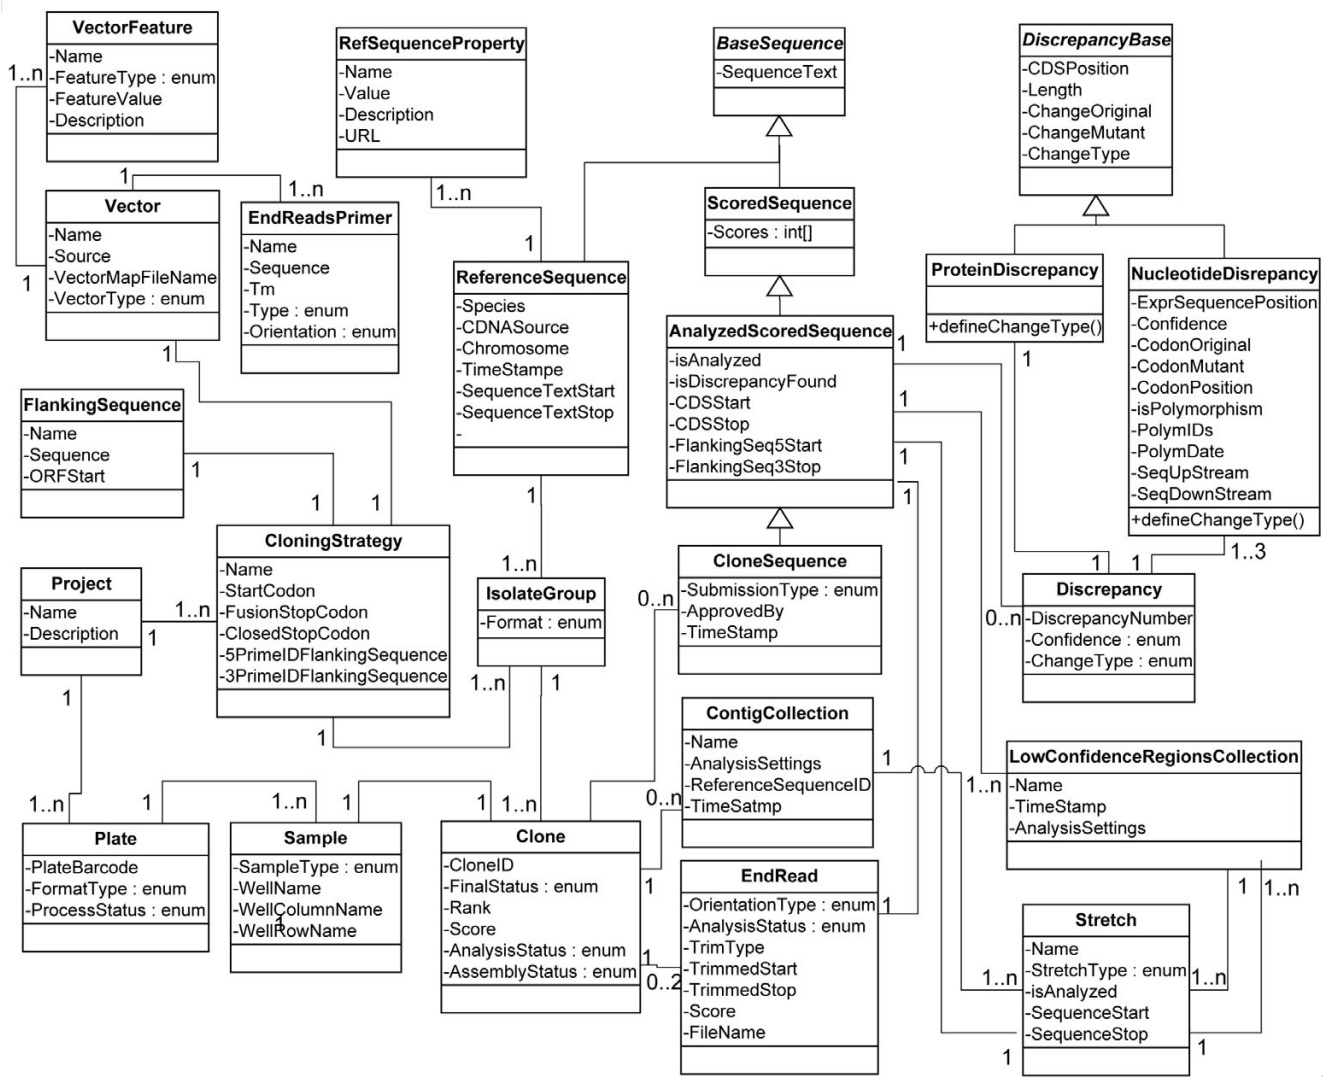 VectorFeature
-Name
-FeatureType : enum
-FeatureValue
-Description
1..n
1
RefSequenceProperty
-Name
-Value
-Description
-URL
1..n
1
BaseSequence
-SequenceText
DiscrepancyBase
-CDSPosition
-Length
-ChangeOriginal
-ChangeMutant
-ChangeType
Vector
-Name
-Source
-VectorMapFileName
-VectorType : enum
1
1..n
1
EndReadsPrimer
-Name
-Sequence
-Tm
-Type : enum
-Orientation : enum
ReferenceSequence
-Species
-CDNASource
-Chromosome
-TimeStampe
-SequenceTextStart
-SequenceTextStop
-
1
1..n
ScoredSequence
-Scores : int[]
AnalyzedScoredSequence
-isAnalyzed
-isDiscrepancyFound
-CDSStart
-CDSStop
-FlankingSeq5Start
-FlankingSeq3Stop
1
1
1
1
ProteinDiscrepancy
+defineChangeType()
1
1
NucleotideDisrepancy
-ExprSequencePosition
-Confidence
-CodonOriginal
-CodonMutant
-CodonPosition
-isPolymorphism
-PolymIDs
-PolymDate
-SeqUpStream
-SeqDownStream
+defineChangeType()
1..3
1
FlankingSequence
-Name
-Sequence
-ORFStart
1
1
1
CloningStrategy
-Name
-StartCodon
-FusionStopCodon
-ClosedStopCodon
-5PrimeIDFlankingSequence
-3PrimeIDFlankingSequence
1..n
1
1
Project
-Name
-Description
1
1..n
IsolateGroup
-Format : enum
1..n
1
1..n
CloneSequence
-SubmissionType : enum
-ApprovedBy
-TimeStamp
0..n
Discrepancy
-DiscrepancyNumber
-Confidence : enum
-ChangeType : enum
0..n
ContigCollection
-Name
-AnalysisSettings
-ReferenceSequenceID
-TimeSatmp
0..n
1
1
LowConfidenceRegionsCollection
-Name
-TimeStamp
-AnalysisSettings
1..n
1
1..n
Plate
-PlateBarcode
-FormatType : enum
-ProcessStatus : enum
1
1..n
Sample
-SampleType : enum
-WellName
-WellColumnName
-WellRowName
1
1
1
Clone
-CloneID
-FinalStatus : enum
-Rank
-Score
-AnalysisStatus : enum
-AssemblyStatus : enum
1
0..2
EndRead
-OrientationType : enum
-AnalysisStatus : enum
-TrimType
-TrimmedStart
-TrimmedStop
-Score
-FileName
1
Stretch
-Name
-StretchType : enum
-isAnalyzed
-SequenceStart
-SequenceStop
1..n
1..n
1
1